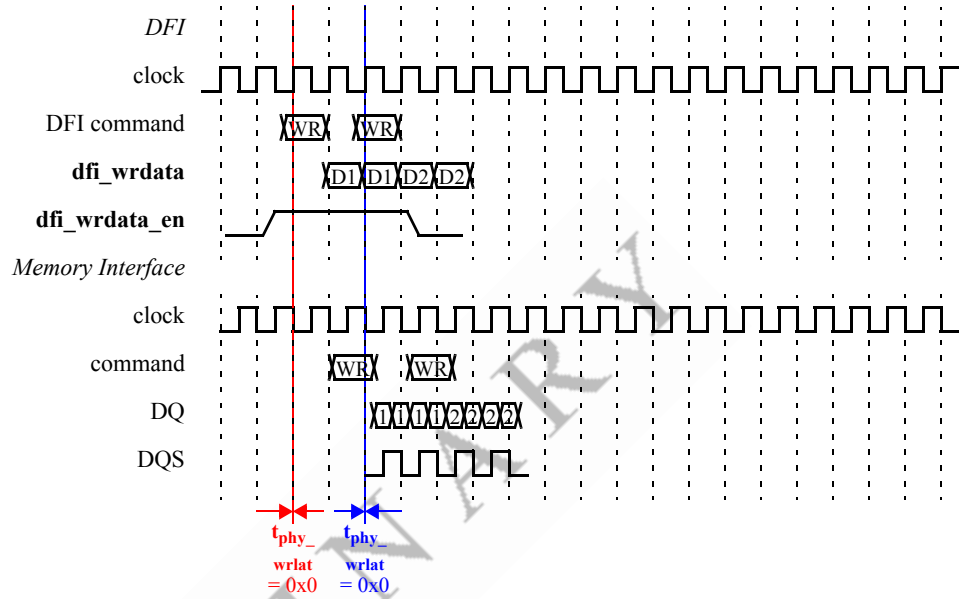 DFI
clock
DFI command WR WR
dfi_wrdata D1 D1 D2 D2
dfi_wrdata_en
Memory Interface
clock
command WR WR
DQ 1 1 1 1 2 2 2 2
DQS
tphy_ tphy_
wrlat wrlat
= 0x0 = 0x0
NARY